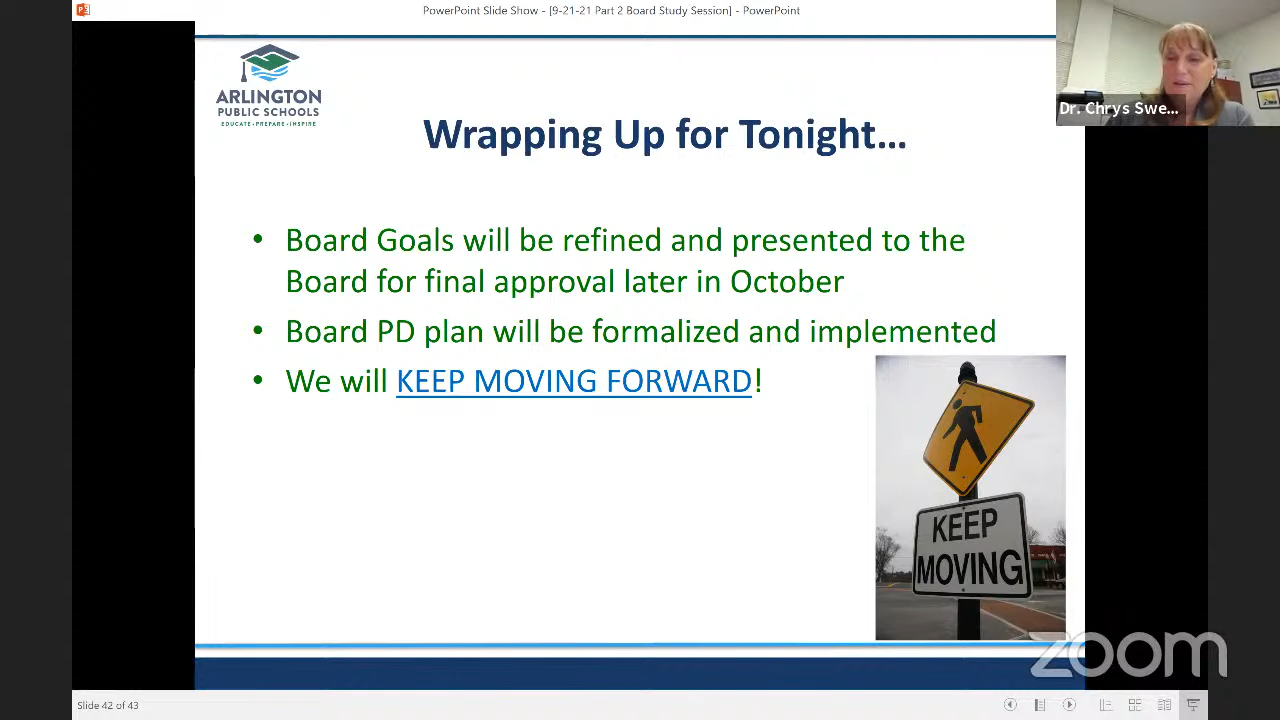 PowerPoint Slide Show - [9-21-21 Part 2 Board Study Session] - PowerPoint
ARLINGTON
PUBLIC SCHOOLS
EDUCATE • PREPARE • INSPIRE
Dr. Chrys Swe...
Wrapping Up for Tonight...
• Board Goals will be refined and presented to the
Board for final approval later in October
• Board PD plan will be formalized and implemented
• We will KEEP MOVING FORWARD!
KEEP
MOVING
zoom
Slide 42 of 43